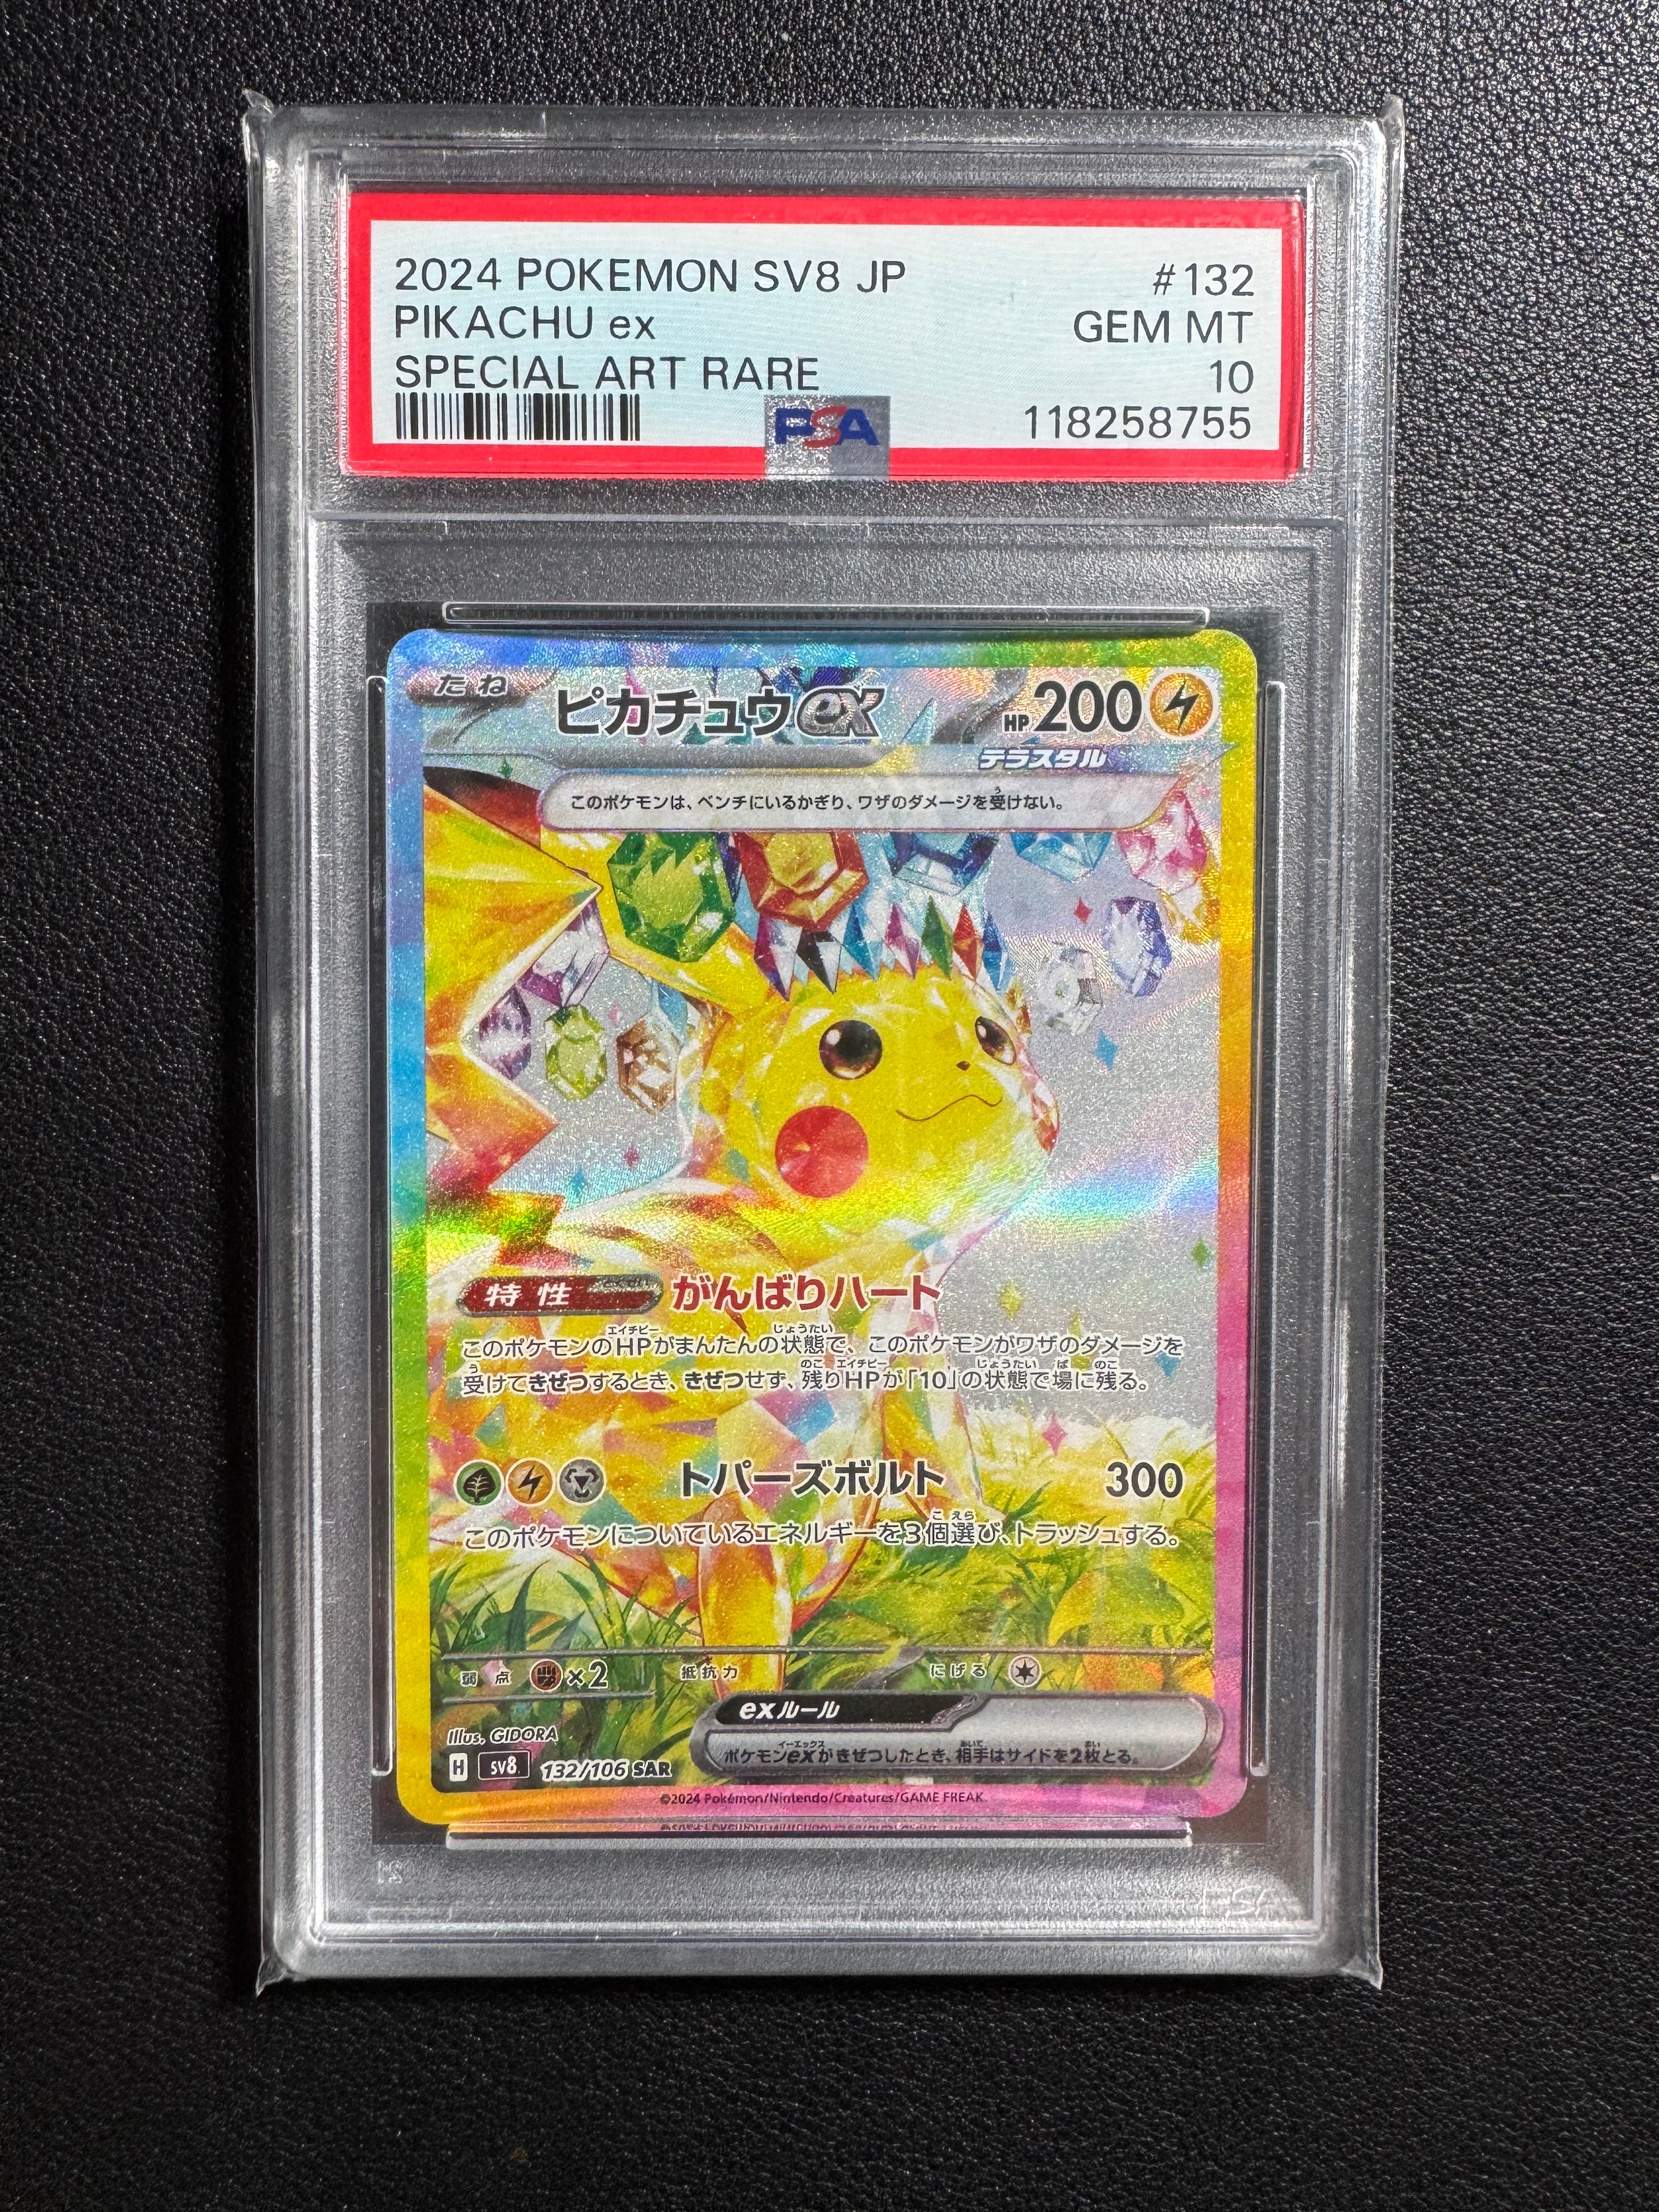 2024 POKEMON SV8 JP #132
PIKACHU ex GEM MT
SPECIAL ART RARE 10
PSA 118258755
たね ピカチュウex HP200
テラスタル
このポケモンは、ベンチにいるかぎり、ワザのダメージを受けない。
特性 がんばりハート
このポケモンのHPがまんたんの状態で、このポケモンがワザのダメージを
受けてきぜつするとき、きぜつせず、残りHPが「10」の状態で場に残る。
トパーズボルト 300
このポケモンについているエネルギーを3個選び、トラッシュする。
弱点 ×2 抵抗力 にげる
exルール
ポケモンexがきぜつしたとき、相手はサイドを2枚とる。
Illus. GIDORA
H SV8 132/106 SAR
©2024 Pokémon/Nintendo/Creatures/GAME FREAK.